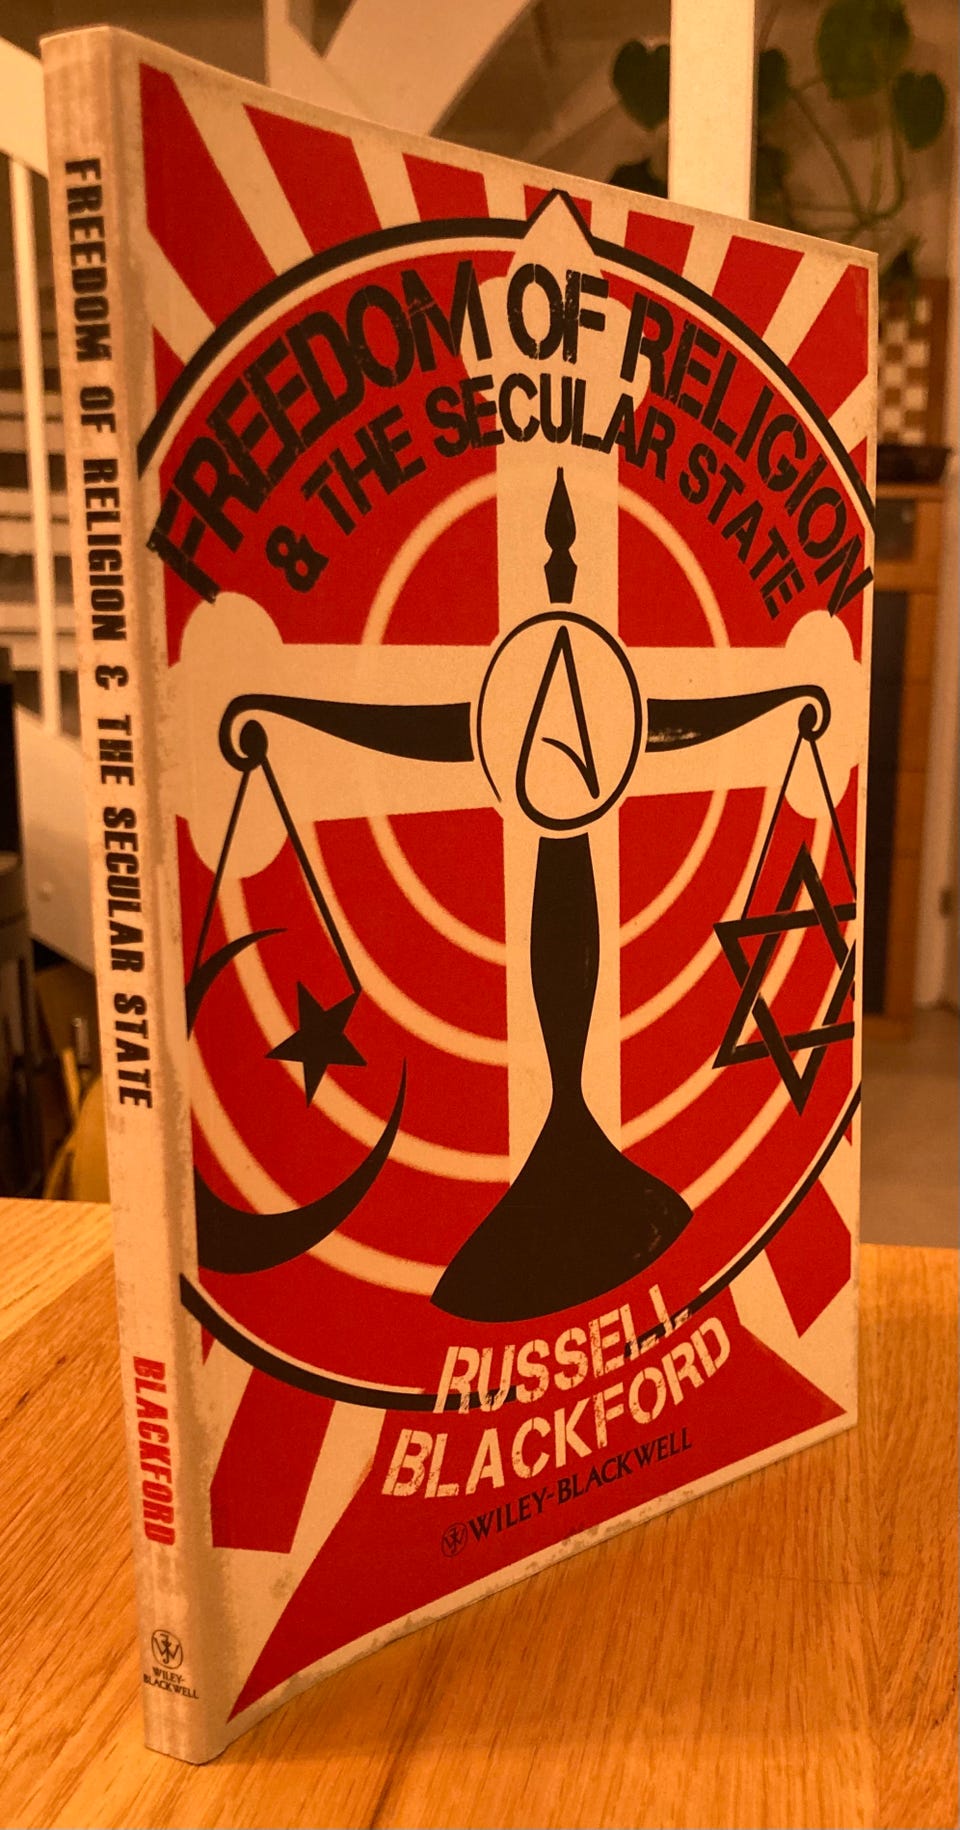 FREEDOM OF RELIGION & THE SECULAR STATE
BLACKFORD
WILEY-
BLACKWELL
FREEDOM OF RELIGION
& THE SECULAR STATE
A
RUSSELL
BLACKFORD
WILEY-BLACKWELL